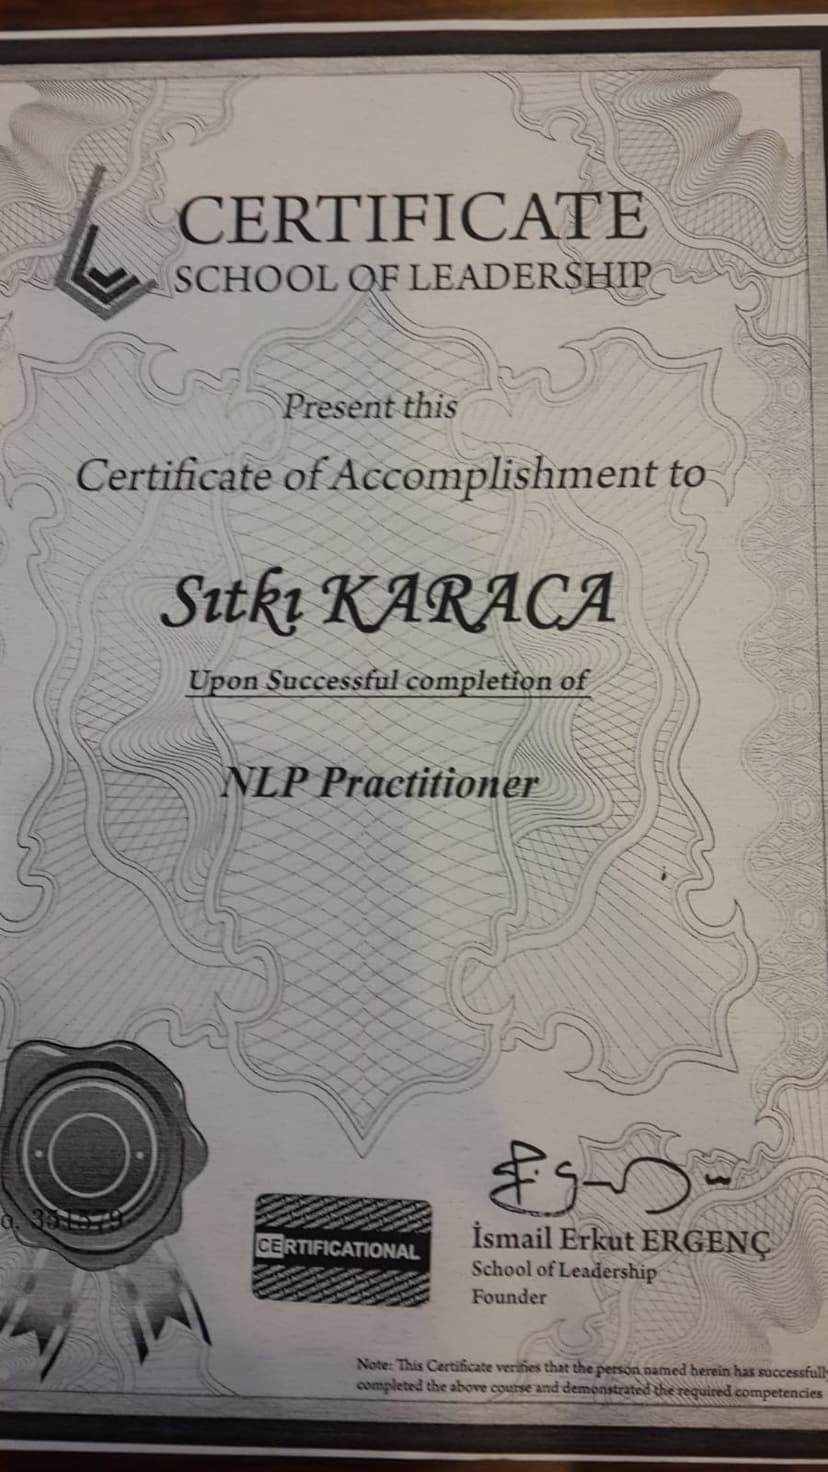 CERTIFICATE
SCHOOL OF LEADERSHIP
Present this
Certificate of Accomplishment to
Sıtkı KARACA
Upon Successful completion of
NLP Practitioner
o. 351579
CERTIFICATIONAL
İsmail Erkut ERGENÇ
School of Leadership
Founder
Note: This Certificate verifies that the person named herein has successfully
completed the above course and demonstrated the required competencies